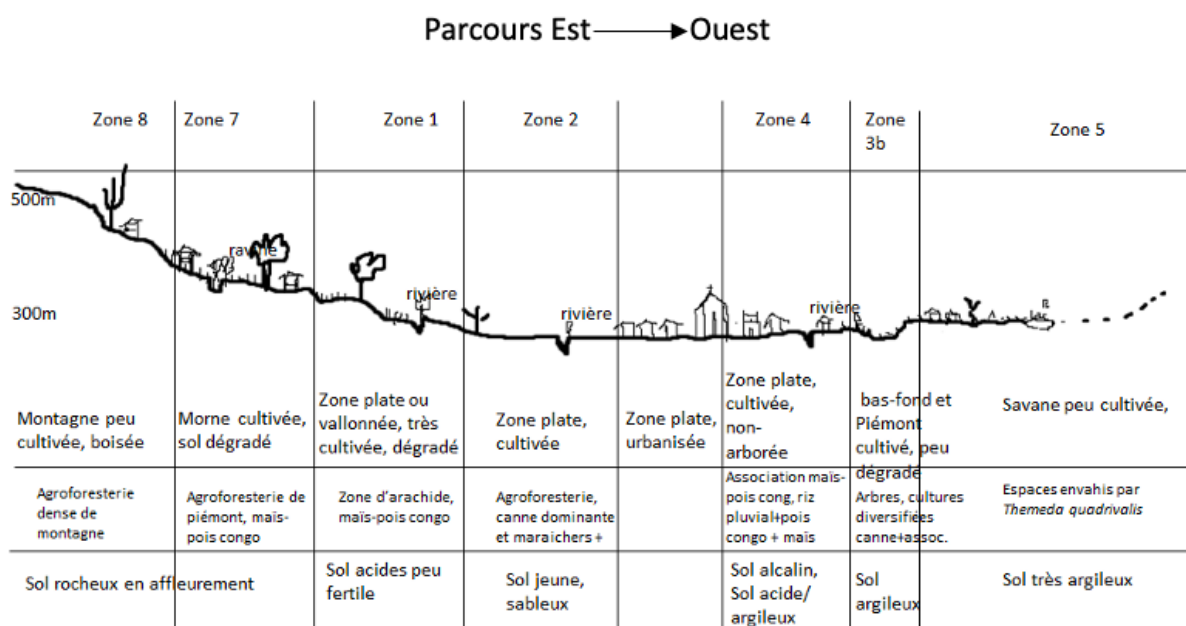 Parcours Est → Ouest
Zone 8
Zone 7
Zone 1
Zone 2
Zone 4
Zone
3b
Zone 5
500m
ravine
rivière
300m
rivière
rivière
Montagne peu
cultivée, boisée
Morne cultivée,
sol dégradé
Zone plate ou
vallonnée, très
cultivée, dégradé
Zone plate,
cultivée
Zone plate,
urbanisée
Zone plate,
cultivée,
non-
arborée
bas-fond et
Piémont
cultivé, peu
dégradé
Savane peu cultivée,
Agroforesterie
dense de
montagne
Agroforesterie de
piémont, maïs-
pois congo
Zone d'arachide,
maïs-pois congo
Agroforesterie,
canne dominante
et maraichers +
Association maïs-
pois cong, riz
pluvial+pois
congo + maïs
Arbres, cultures
diversifiées
canne+assoc.
Espaces envahis par
Themeda quadrivalis
Sol rocheux en affleurement
Sol acides peu
fertile
Sol jeune,
sableux
Sol alcalin,
Sol acide/
argileux
Sol
argileux
Sol très argileux